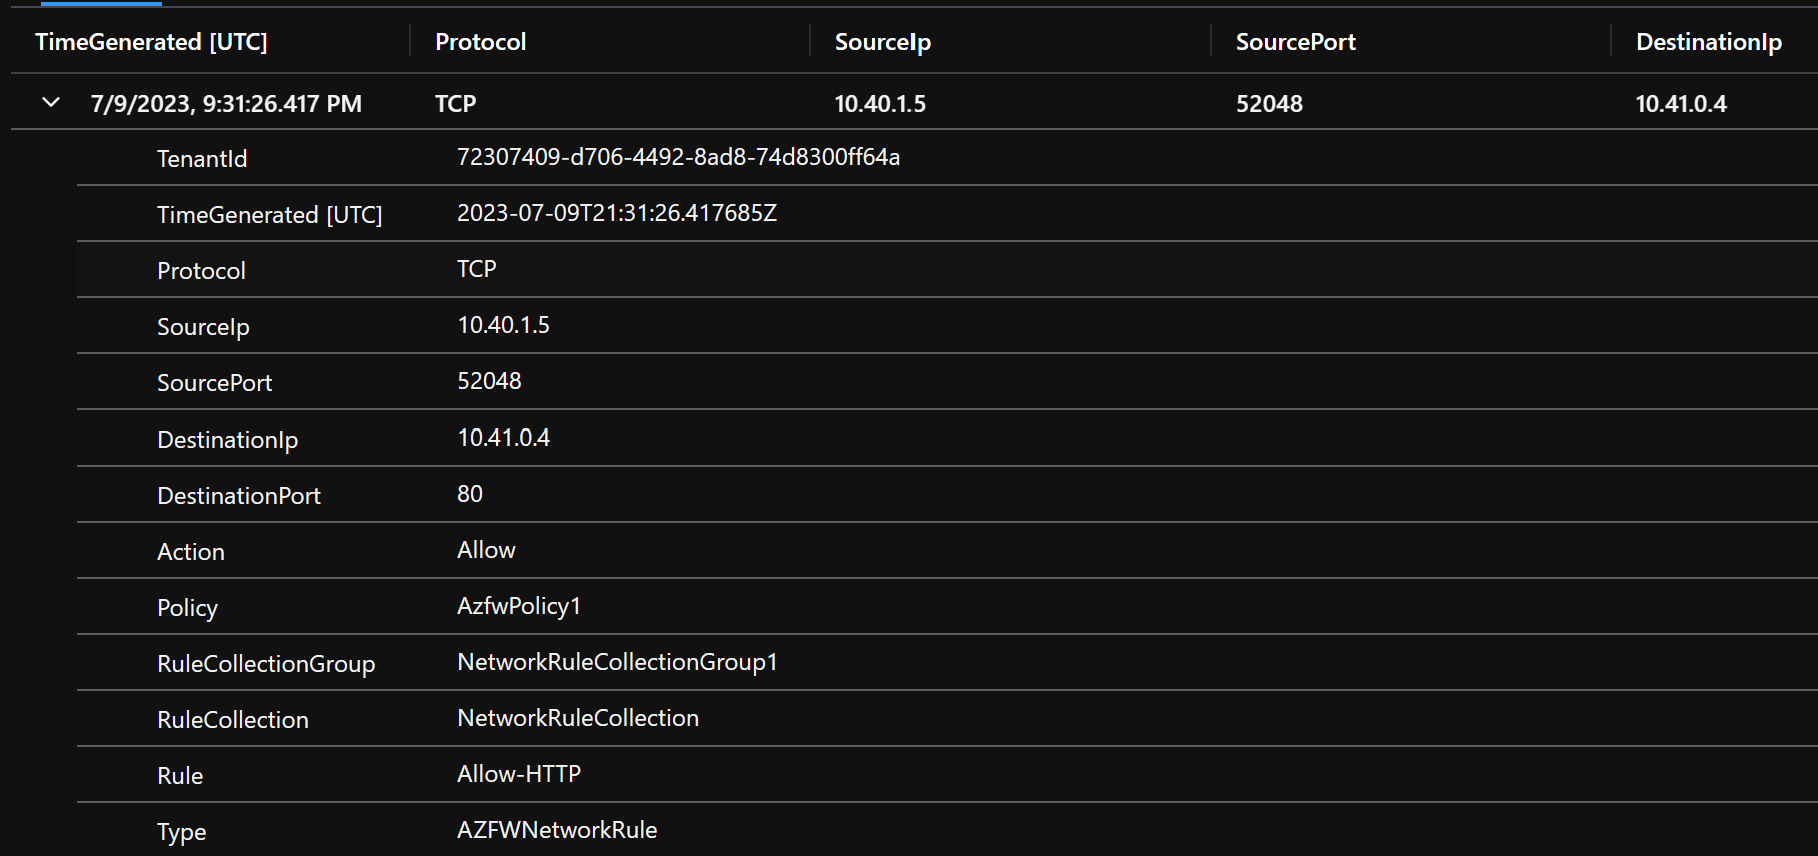 TimeGenerated [UTC] Protocol SourceIp SourcePort DestinationIp
7/9/2023, 9:31:26.417 PM TCP 10.40.1.5 52048 10.41.0.4
TenantId 72307409-d706-4492-8ad8-74d8300ff64a
TimeGenerated [UTC] 2023-07-09T21:31:26.417685Z
Protocol TCP
SourceIp 10.40.1.5
SourcePort 52048
DestinationIp 10.41.0.4
DestinationPort 80
Action Allow
Policy AzfwPolicy1
RuleCollectionGroup NetworkRuleCollectionGroup1
RuleCollection NetworkRuleCollection
Rule Allow-HTTP
Type AZFWNetworkRule